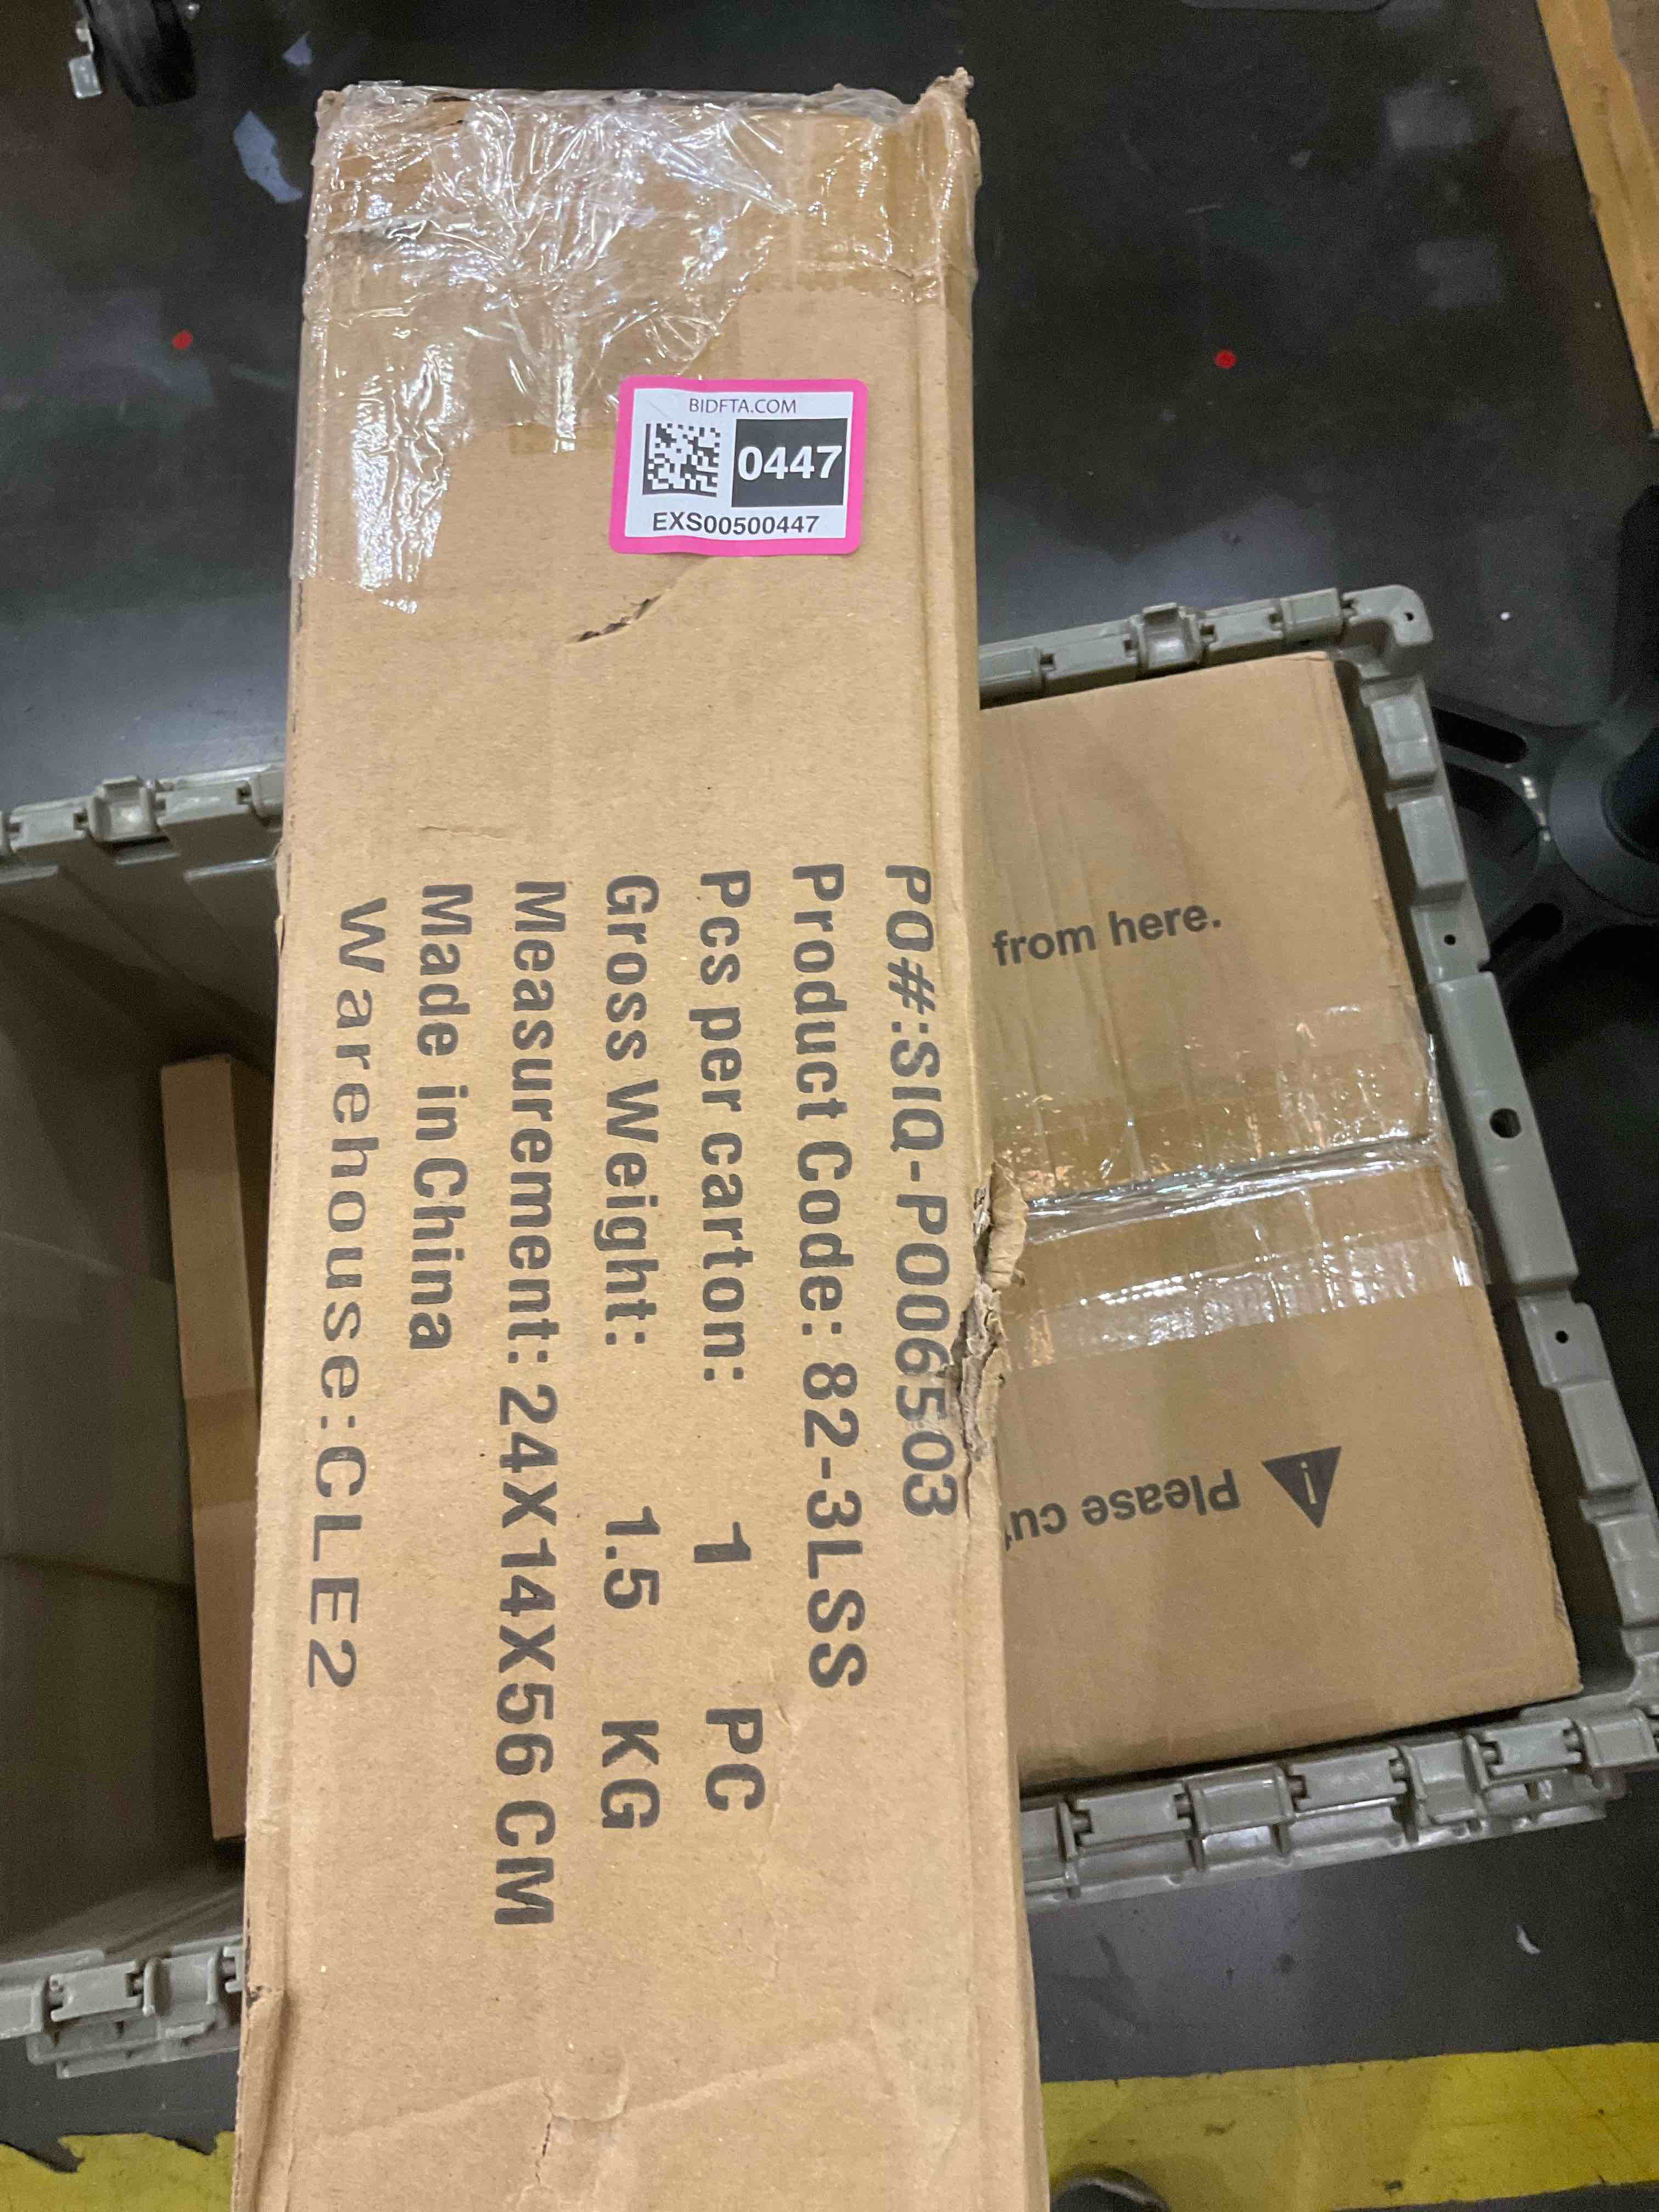 BIDFTA.COM
0447
EXS00500447
PO#:SIQ-P006503
Product Code: 82-3LSS
Pcs per carton: 1 PC
Gross Weight: 1.5 KG
Measurement: 24X14X56 CM
Made in China
Warehouse:CLE2
from here.
i
Please cut